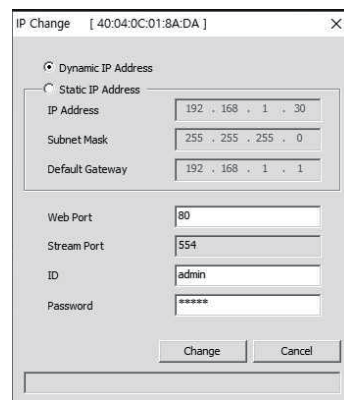 IP Change [ 40:04:0C:01:8A:DA ]
Dynamic IP Address
Static IP Address
IP Address 192 . 168 . 1 . 30
Subnet Mask 255 . 255 . 255 . 0
Default Gateway 192 . 168 . 1 . 1
Web Port 80
Stream Port 554
ID admin
Password *****
Change Cancel